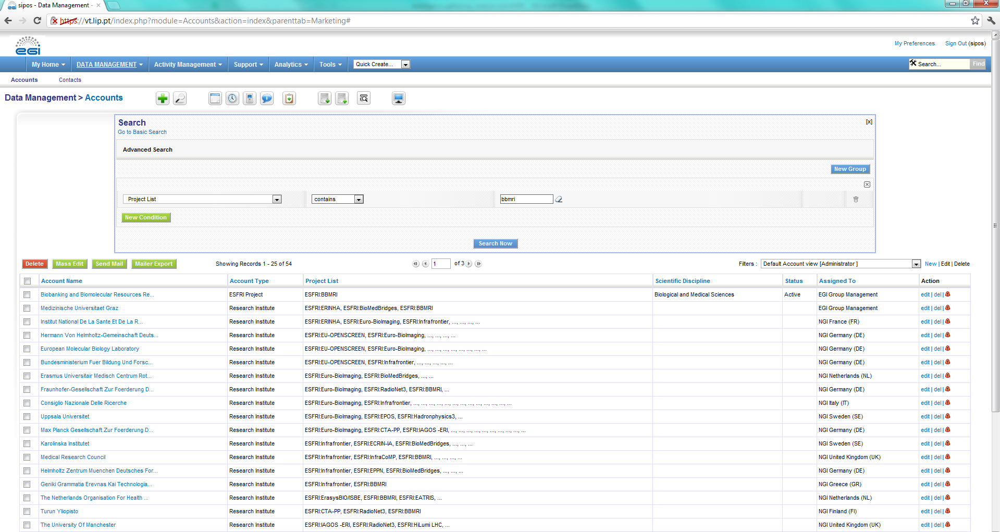 sipos - Data Management -
https://vt.lip.pt/index.php?module=Accounts&action=index&parenttab=Marketing#
egi
My Preferences Sign Out (sipos)
My Home DATA MANAGEMENT Activity Management Support Analytics Tools Quick Create... Search... Find
Accounts Contacts
Data Management > Accounts
Search [x]
Go to Basic Search
Advanced Search
New Group
Project List contains bbmri
New Condition
Search Now
Delete Mass Edit Send Mail Mailer Export Showing Records 1 - 25 of 54 1 of 3 Filters : Default Account view [Administrator ] New | Edit | Delete
Account Name Account Type Project List Scientific Discipline Status Assigned To Action
Biobanking and Biomolecular Resources Re... ESFRI Project ESFRI:BBMRI Biological and Medical Sciences Active EGI Group Management edit | del |
Medizinische Universitaet Graz Research Institute ESFRI:ERINHA, ESFRI:BioMedBridges, ESFRI:BBMRI EGI Group Management edit | del |
Institut National De La Sante Et De La R... Research Institute ESFRI:ERINHA, ESFRI:Euro-BioImaging, ESFRI:Infrafrontier, ..., ..., ..., ... NGI France (FR) edit | del |
Hermann Von Helmholtz-Gemeinschaft Deuts... Research Institute ESFRI:EU-OPENSCREEN, ESFRI:Euro-BioImaging, ..., ..., ..., ... NGI Germany (DE) edit | del |
European Molecular Biology Laboratory Research Institute ESFRI:EU-OPENSCREEN, ESFRI:Euro-BioImaging, ..., ..., ..., ..., ..., ..., ..., ... NGI Germany (DE) edit | del |
Bundesministerium Fuer Bildung Und Forsc... Research Institute ESFRI:EU-OPENSCREEN, ESFRI:Infrafrontier, ..., ..., ..., ..., ... NGI Germany (DE) edit | del |
Erasmus Universitair Medisch Centrum Rot... Research Institute ESFRI:Euro-BioImaging, ESFRI:BioMedBridges, ..., ... NGI Netherlands (NL) edit | del |
Fraunhofer-Gesellschaft Zur Foerderung D... Research Institute ESFRI:Euro-BioImaging, ESFRI:RadioNet3, ESFRI:BBMRI, ... NGI Germany (DE) edit | del |
Consiglio Nazionale Delle Ricerche Research Institute ESFRI:Euro-BioImaging, ESFRI:Infrafrontier, ..., ..., ..., ..., ..., ..., ..., ..., ..., ..., ..., ..., ... NGI Italy (IT) edit | del |
Uppsala Universitet Research Institute ESFRI:Euro-BioImaging, ESFRI:EPOS, ESFRI:Hadronphysics3, ... NGI Sweden (SE) edit | del |
Max Planck Gesellschaft Zur Foerderung D... Research Institute ESFRI:Euro-BioImaging, ESFRI:CTA-PP, ESFRI:IAGOS -ERI, ..., ..., ..., ..., ..., ..., ..., ..., ..., ... NGI Germany (DE) edit | del |
Karolinska Institutet Research Institute ESFRI:Infrafrontier, ESFRI:ECRIN-IA, ESFRI:BioMedBridges, ..., ..., ... NGI Sweden (SE) edit | del |
Medical Research Council Research Institute ESFRI:Infrafrontier, ESFRI:InfraCoMP, ESFRI:BBMRI, ..., ..., ..., ... NGI United Kingdom (UK) edit | del |
Helmholtz Zentrum Muenchen Deutsches For... Research Institute ESFRI:Infrafrontier, ESFRI:EPPN, ESFRI:BioMedBridges, ..., ..., ... NGI Germany (DE) edit | del |
Geniki Grammatia Erevnas Kai Technologia... Research Institute ESFRI:Infrafrontier, ESFRI:BBMRI NGI Greece (GR) edit | del |
The Netherlands Organisation For Health ... Research Institute ESFRI:ErasysBIO/ISBE, ESFRI:BBMRI, ESFRI:EATRIS, ... NGI Netherlands (NL) edit | del |
Turun Yliopisto Research Institute ESFRI:CTA-PP, ESFRI:RadioNet3, ESFRI:BBMRI NGI Finland (FI) edit | del |
The University Of Manchester Research Institute ESFRI:IAGOS -ERI, ESFRI:RadioNet3, ESFRI:HiLumi LHC, ... NGI United Kingdom (UK) edit | del |